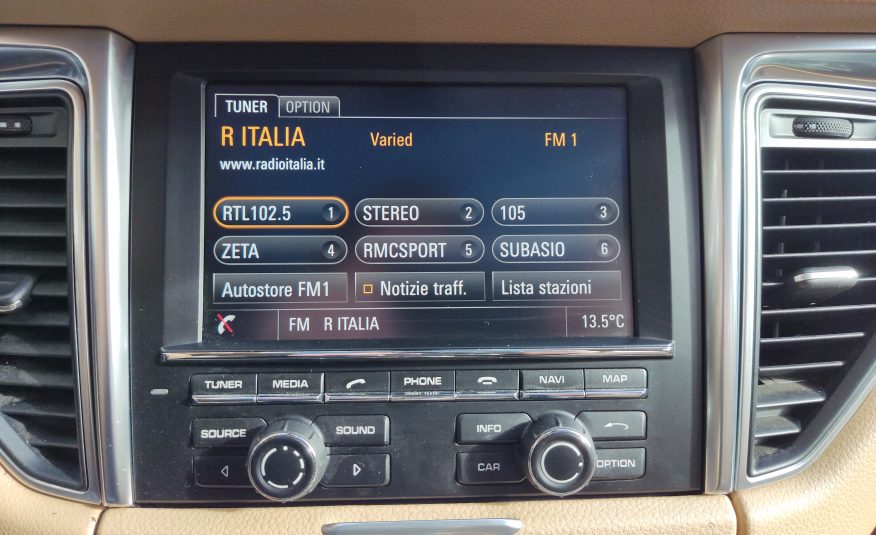 TUNER OPTION
R ITALIA Varied FM 1
www.radioitalia.it
RTL102.5 1 STEREO 2 105 3
ZETA 4 RMCSPORT 5 SUBASIO 6
Autostore FM1 Notizie traff. Lista stazioni
FM R ITALIA 13.5°C
TUNER MEDIA PHONE NAVI MAP
SOURCE SOUND INFO
CAR OPTION